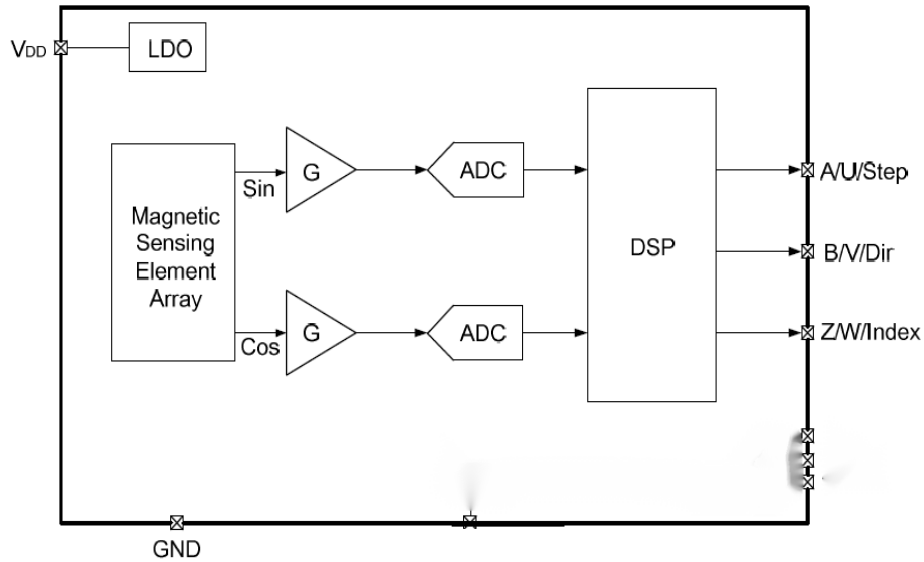 VDD
LDO
Magnetic
Sensing
Element
Array
Sin
Cos
G
G
ADC
ADC
DSP
A/U/Step
B/V/Dir
Z/W/Index
GND